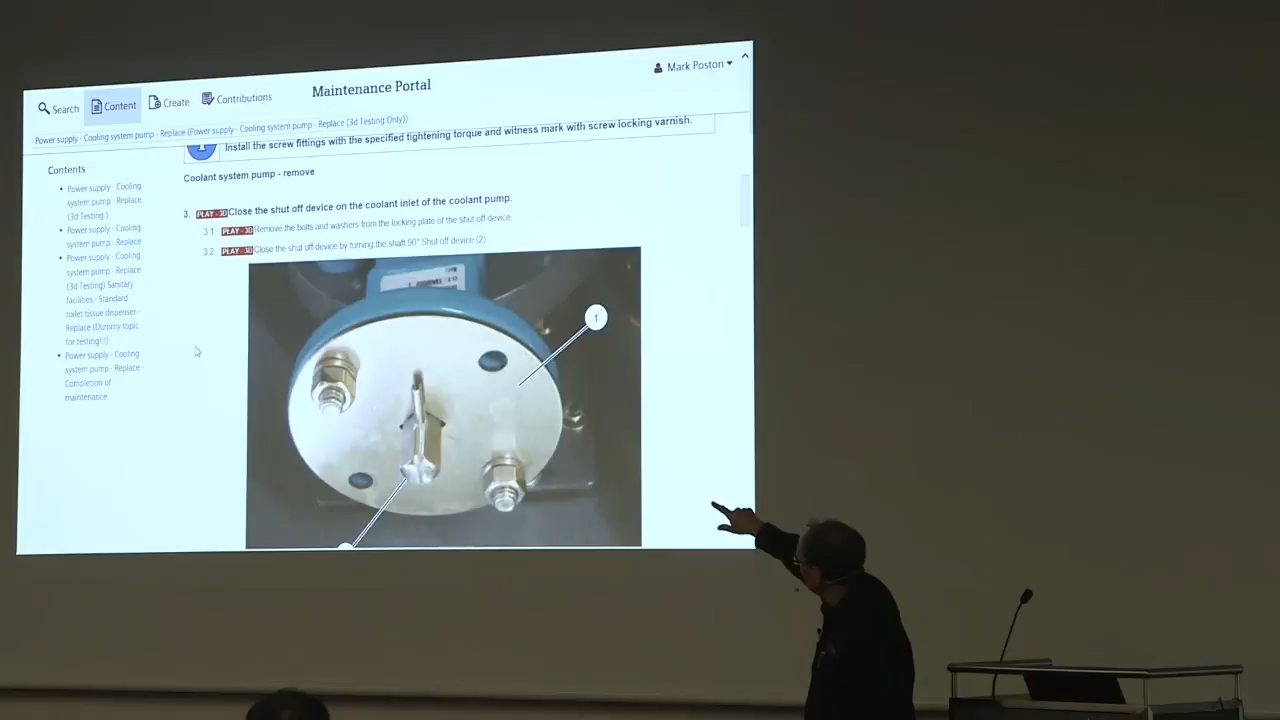 Search
Content
Create
Contributions
Maintenance Portal
Mark Poston
Power supply - Cooling system pump - Replace (Power supply - Cooling system pump - Replace (3d Testing Only))
Install the screw fittings with the specified tightening torque and witness mark with screw locking varnish.
Contents
• Power supply - Cooling
system pump - Replace
(3d Testing )
• Power supply - Cooling
system pump - Replace
• Power supply - Cooling
system pump - Replace
(3d Testing) Sanitary
facilities - Standard
toilet tissue dispenser -
Replace (Dummy topic
for testing!!!)
• Power supply - Cooling
system pump - Replace -
Completion of
maintenance
Coolant system pump - remove
3. PLAY - 3D Close the shut off device on the coolant inlet of the coolant pump.
3.1. PLAY - 3D Remove the bolts and washers from the locking plate of the shut off device.
3.2. PLAY - 3D Close the shut off device by turning the shaft 90° Shut off device (2).
1